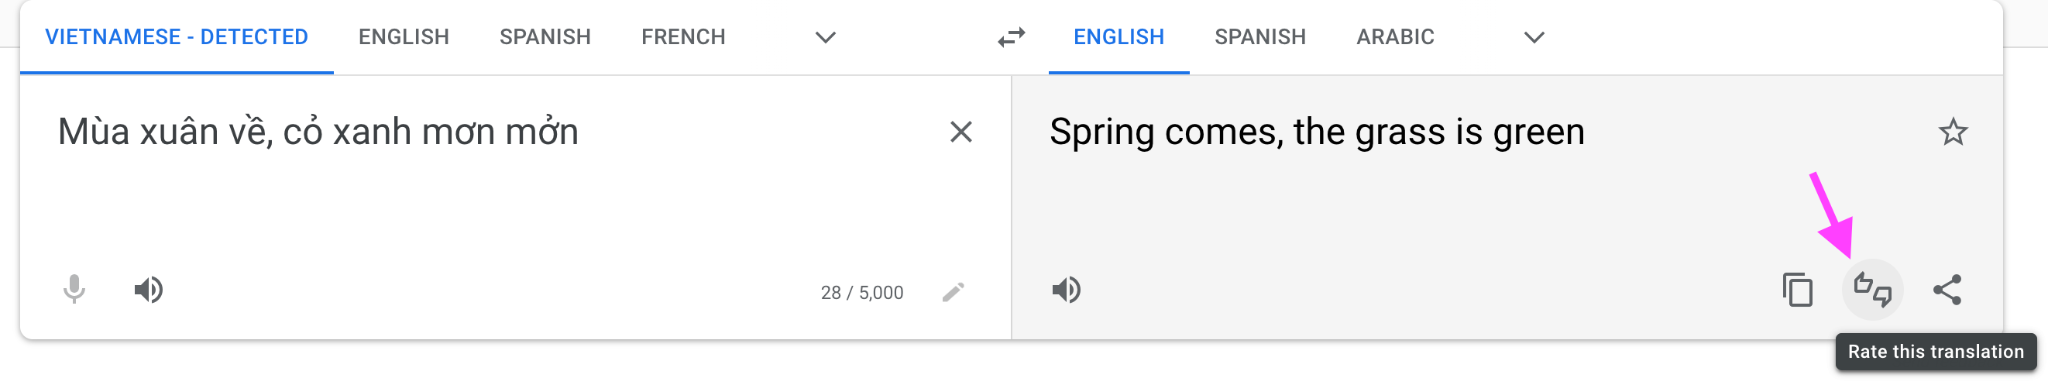 VIETNAMESE - DETECTED ENGLISH SPANISH FRENCH ENGLISH SPANISH ARABIC
Mùa xuân về, cỏ xanh mơn mởn
Spring comes, the grass is green
28 / 5,000
Rate this translation